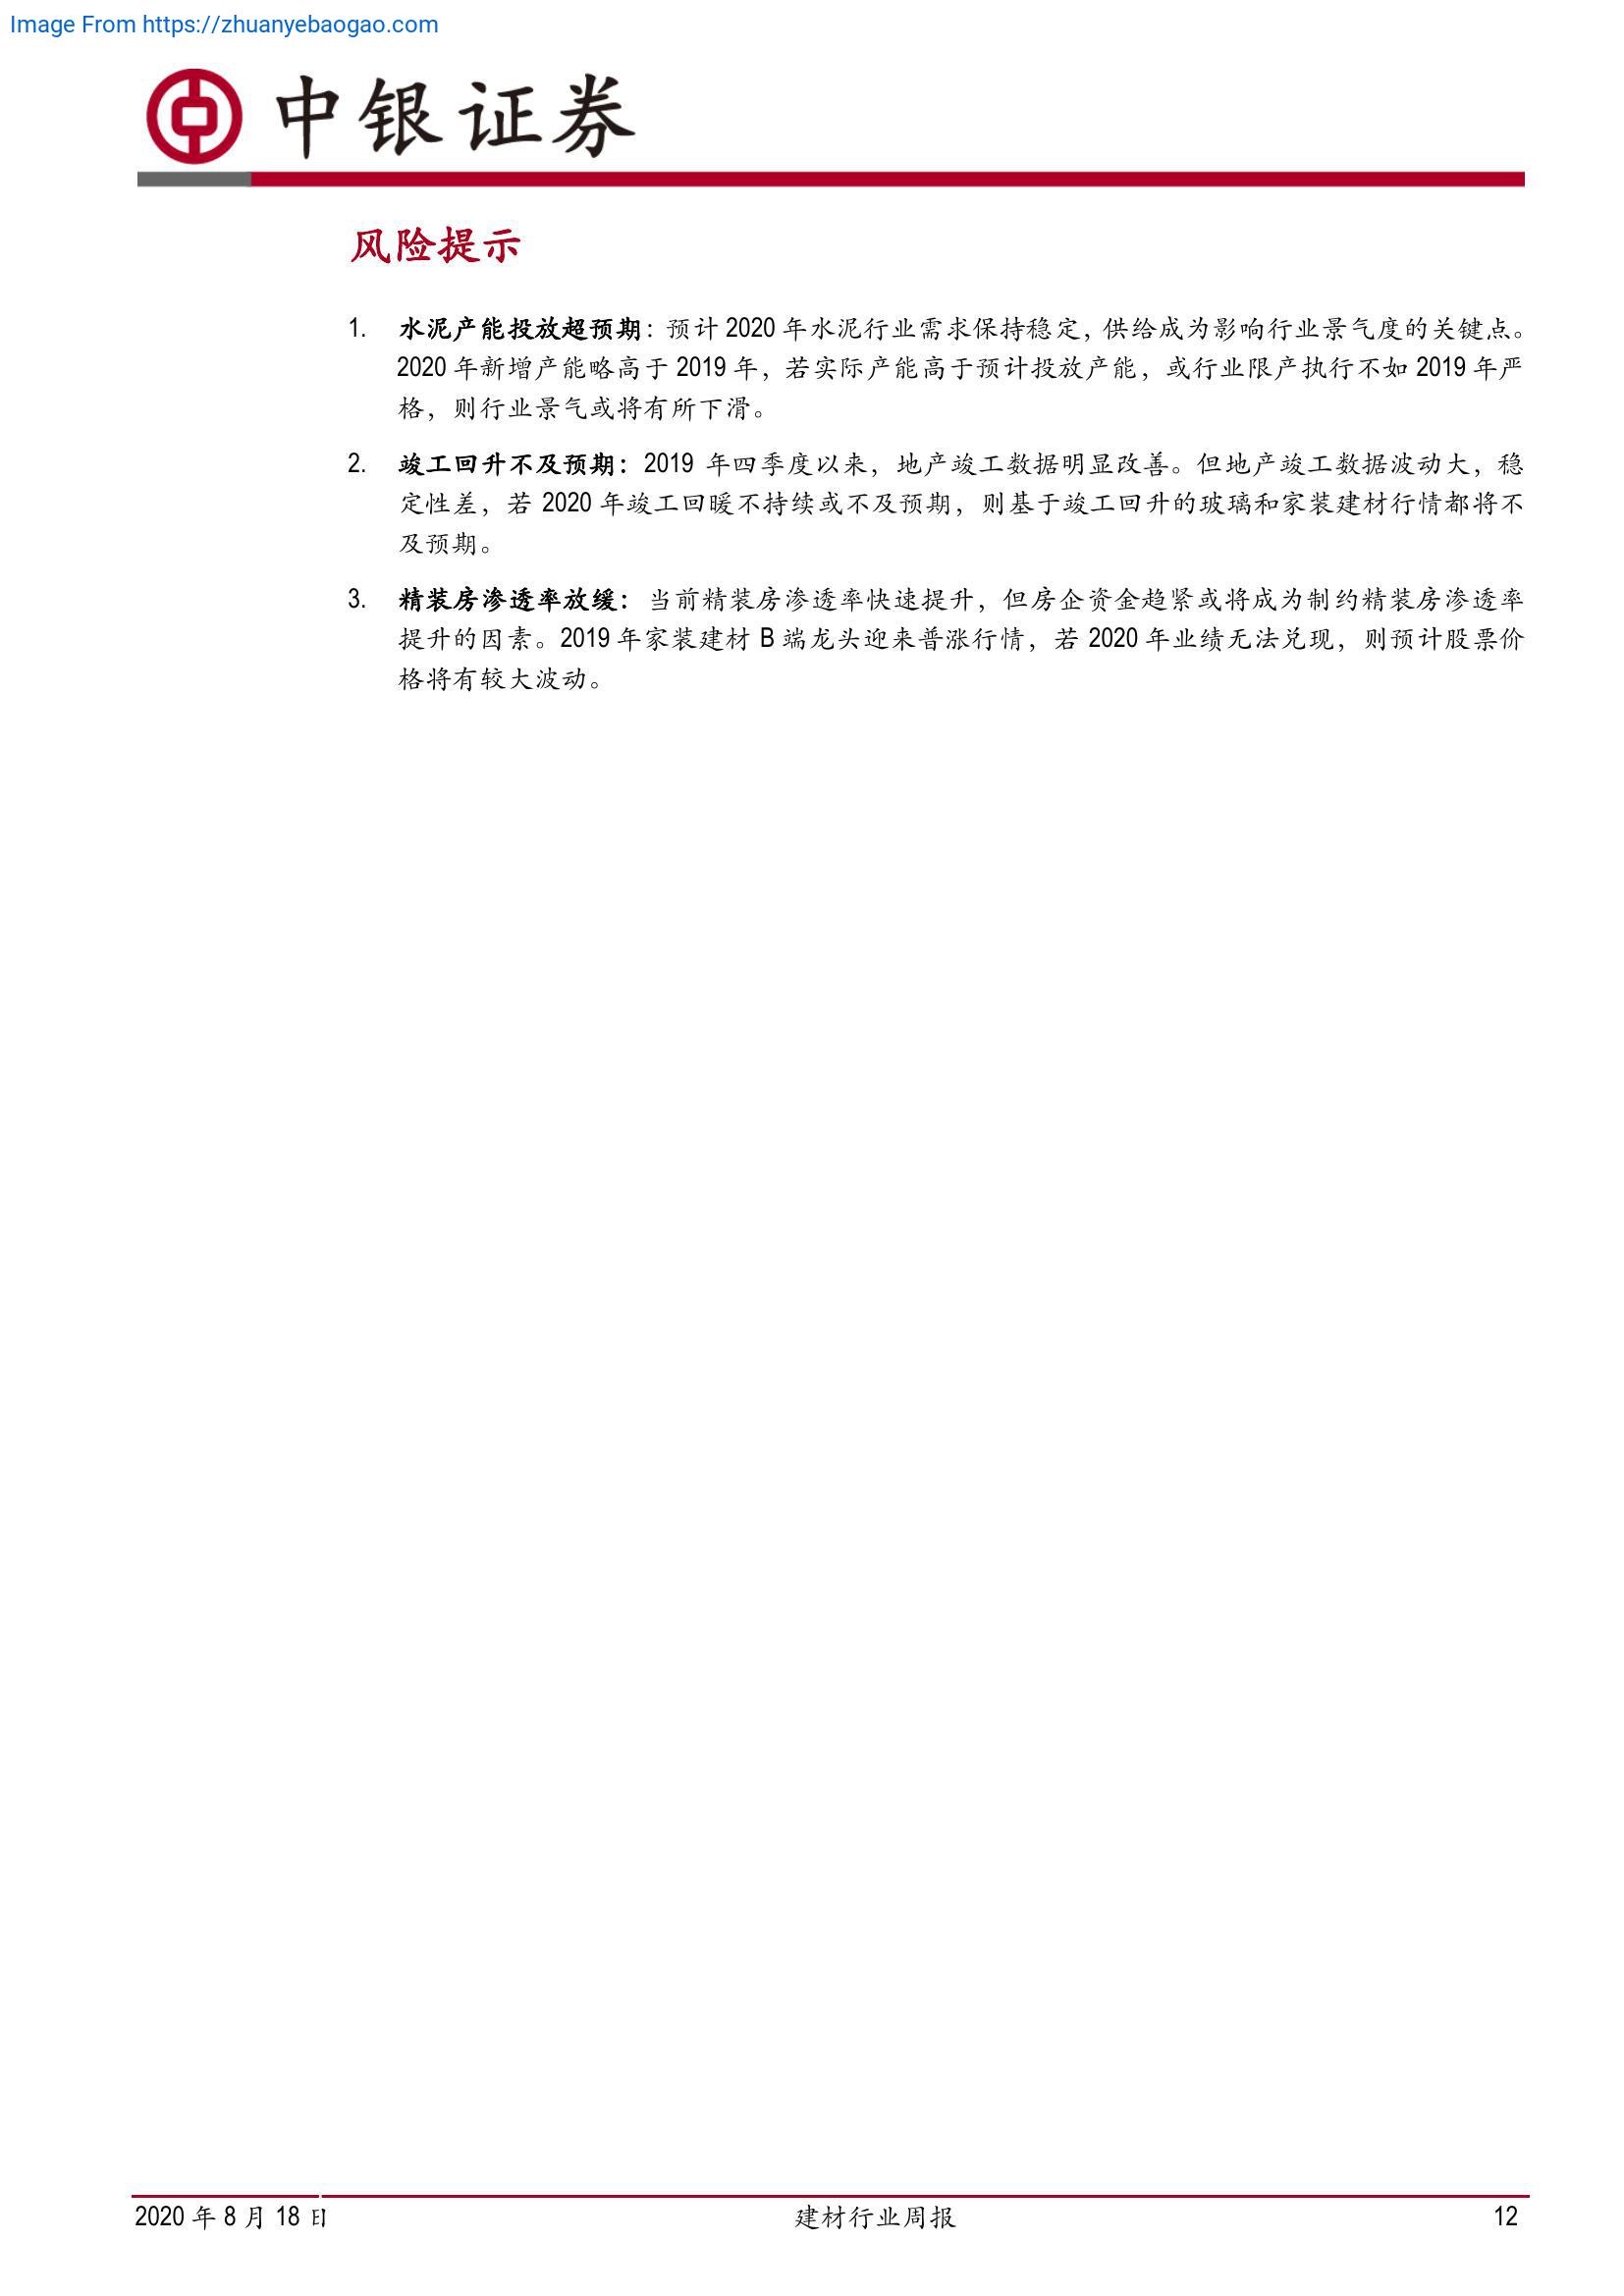 Image From https://zhuanyebaogao.com
中银证券
风险提示
1. 水泥产能投放超预期：预计 2020 年水泥行业需求保持稳定，供给成为影响行业景气度的关键点。
2020 年新增产能略高于 2019 年，若实际产能高于预计投放产能，或行业限产执行不如 2019 年严
格，则行业景气或将有所下滑。
2. 竣工回升不及预期：2019 年四季度以来，地产竣工数据明显改善。但地产竣工数据波动大，稳
定性差，若 2020 年竣工回暖不持续或不及预期，则基于竣工回升的玻璃和家装建材行情都将不
及预期。
3. 精装房渗透率放缓：当前精装房渗透率快速提升，但房企资金趋紧或将成为制约精装房渗透率
提升的因素。2019 年家装建材 B 端龙头迎来普涨行情，若 2020 年业绩无法兑现，则预计股票价
格将有较大波动。
2020 年 8 月 18 日 建材行业周报 12